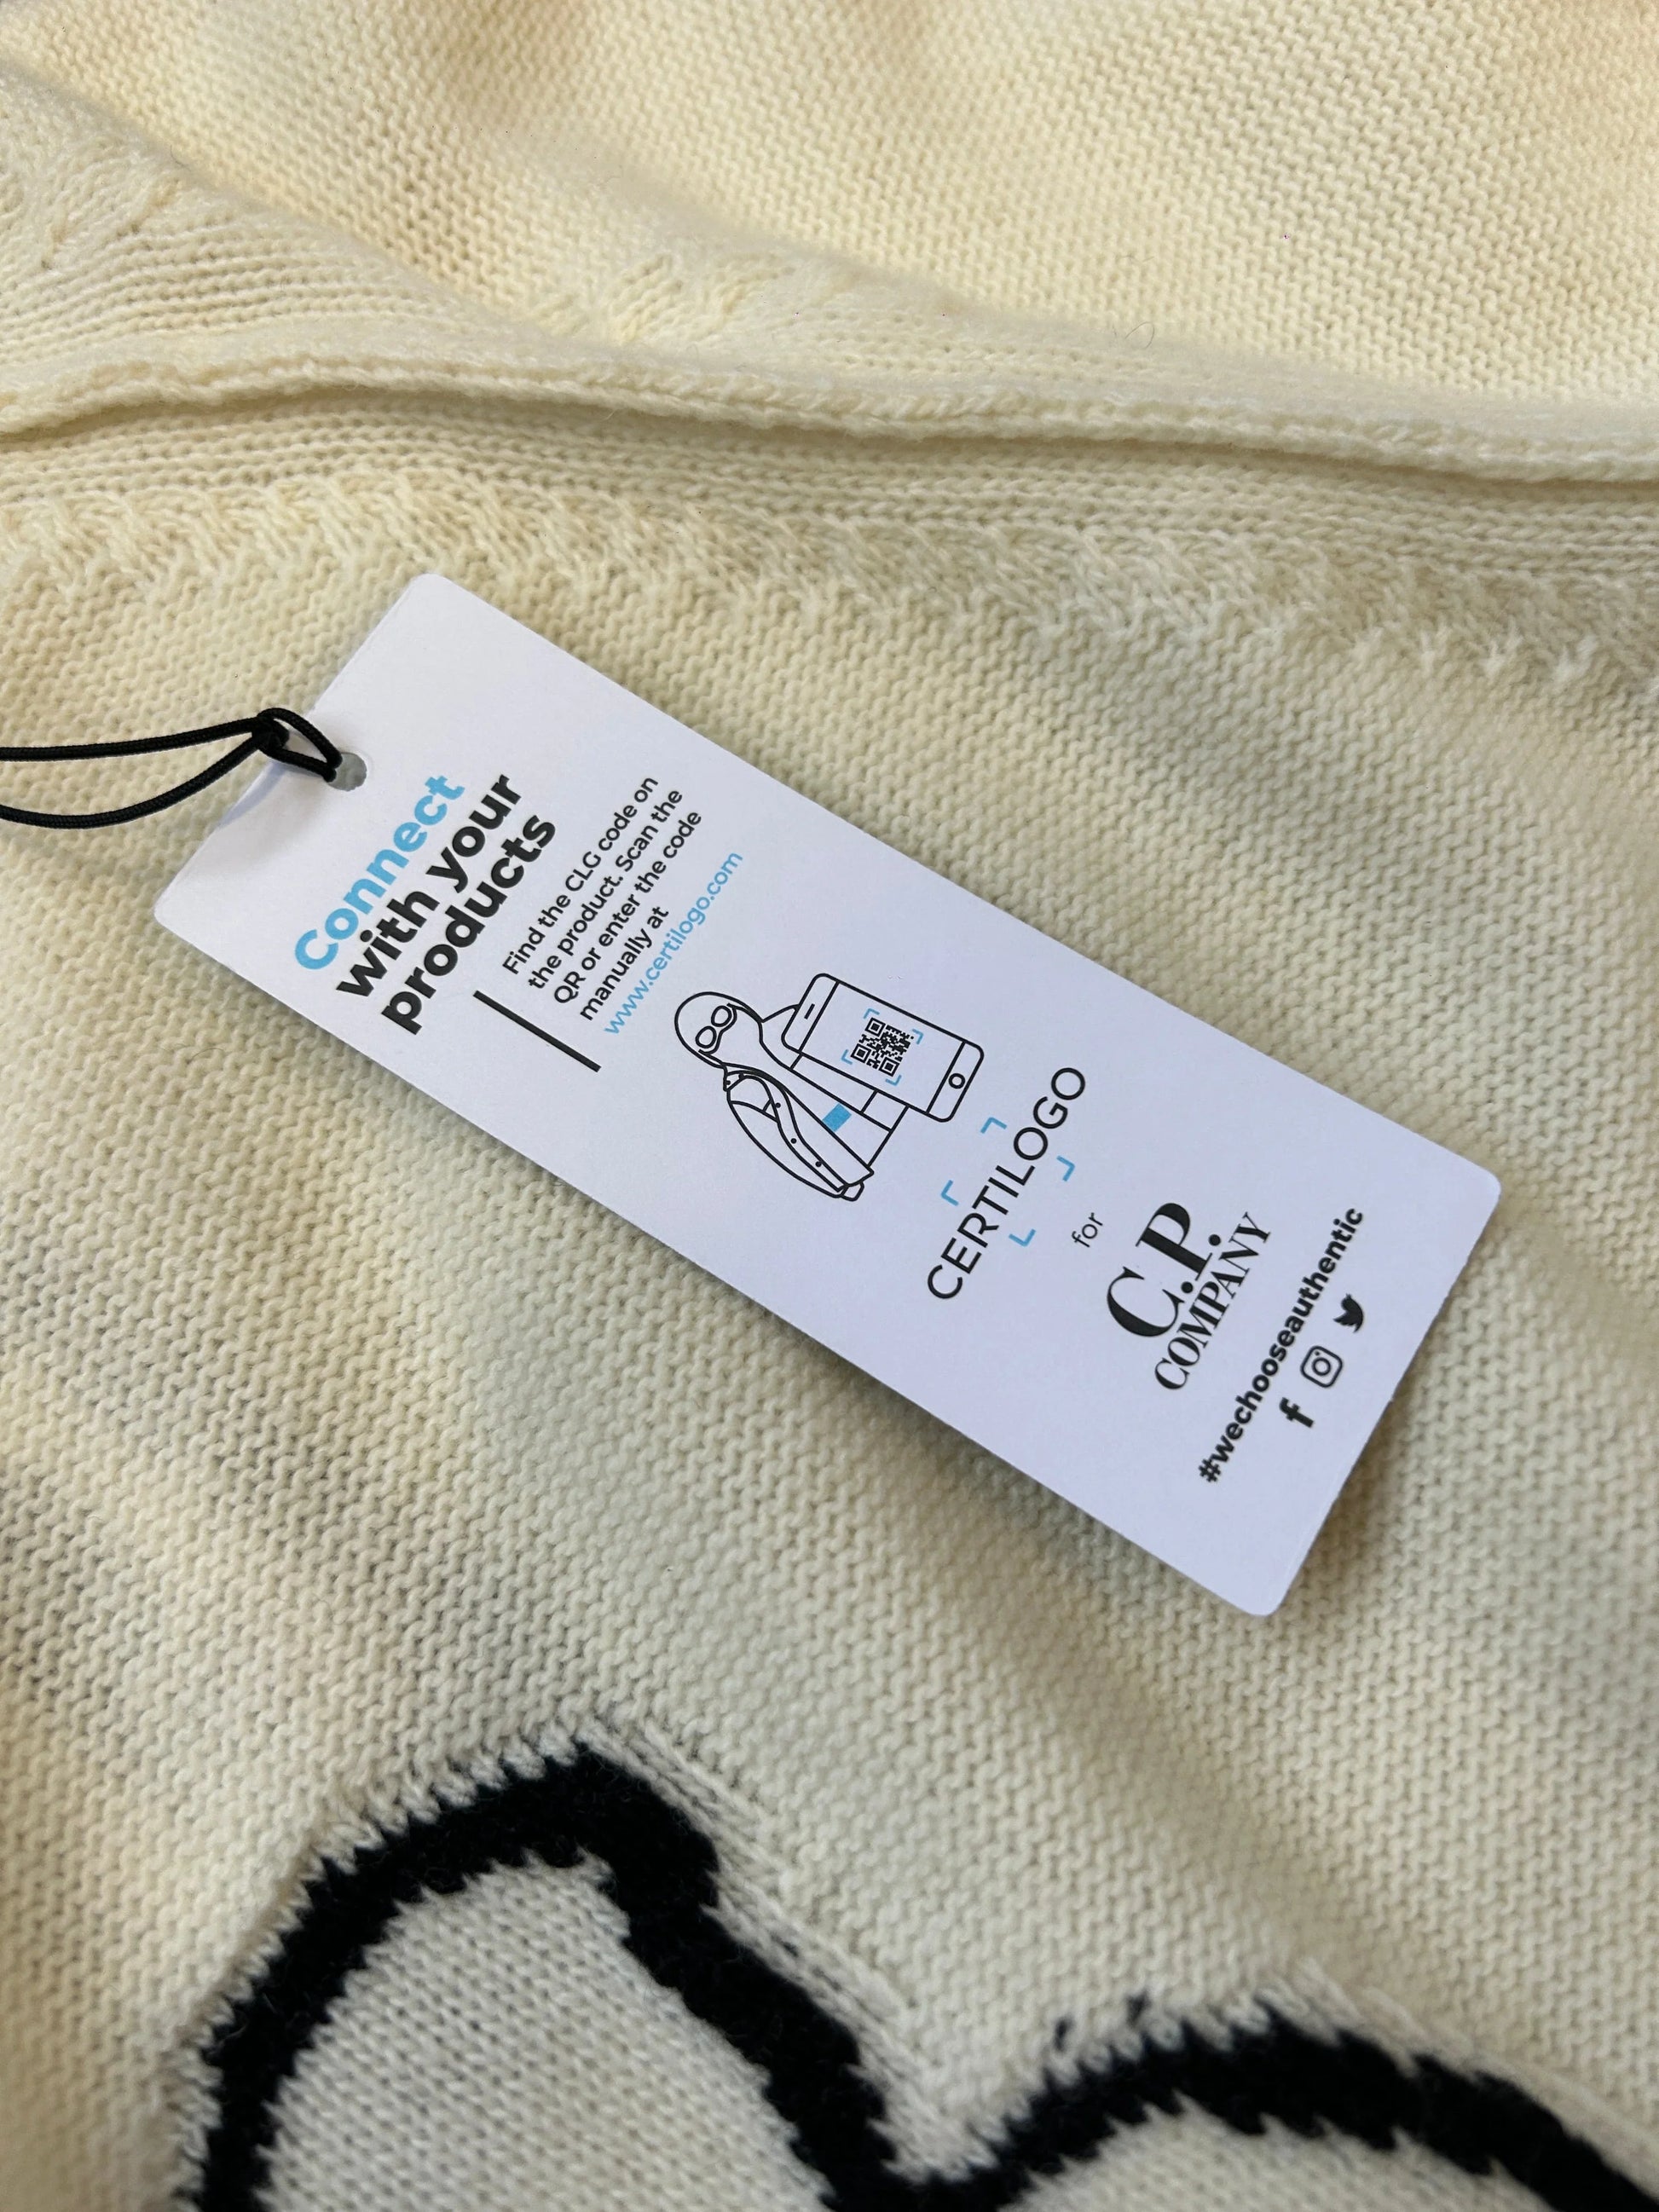 Connect
with your
products
Find the CLG code on
the product. Scan the
QR or enter the code
manually at
www.certilogo.com
CERTILOGO
for
C.P.
COMPANY
#wechooseauthentic